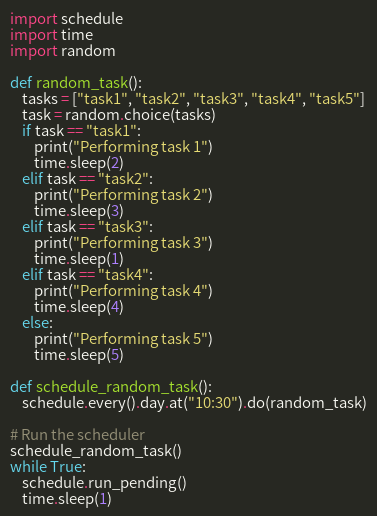 import schedule
import time
import random

def random_task():
    tasks = ["task1", "task2", "task3", "task4", "task5"]
    task = random.choice(tasks)
    if task == "task1":
        print("Performing task 1")
        time.sleep(2)
    elif task == "task2":
        print("Performing task 2")
        time.sleep(3)
    elif task == "task3":
        print("Performing task 3")
        time.sleep(1)
    elif task == "task4":
        print("Performing task 4")
        time.sleep(4)
    else:
        print("Performing task 5")
        time.sleep(5)

def schedule_random_task():
    schedule.every().day.at("10:30").do(random_task)

# Run the scheduler
schedule_random_task()
while True:
    schedule.run_pending()
    time.sleep(1)